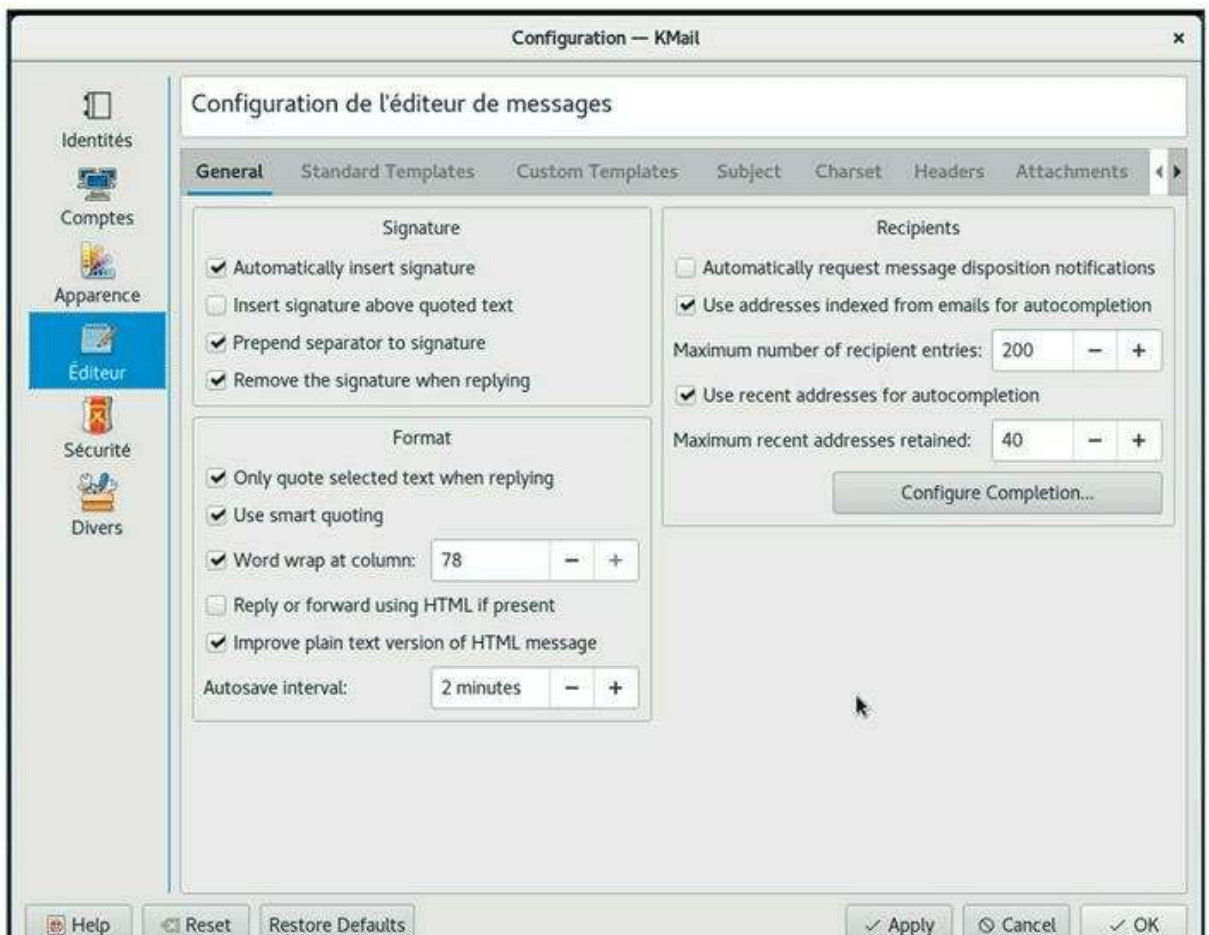 Configuration — KMail
Identités
Comptes
Apparence
Éditeur
Sécurité
Divers
Configuration de l'éditeur de messages
General Standard Templates Custom Templates Subject Charset Headers Attachments
Signature
Automatically insert signature
Insert signature above quoted text
Prepend separator to signature
Remove the signature when replying
Format
Only quote selected text when replying
Use smart quoting
Word wrap at column: 78 − +
Reply or forward using HTML if present
Improve plain text version of HTML message
Autosave interval: 2 minutes − +
Recipients
Automatically request message disposition notifications
Use addresses indexed from emails for autocompletion
Maximum number of recipient entries: 200 − +
Use recent addresses for autocompletion
Maximum recent addresses retained: 40 − +
Configure Completion...
Help Reset Restore Defaults Apply Cancel OK